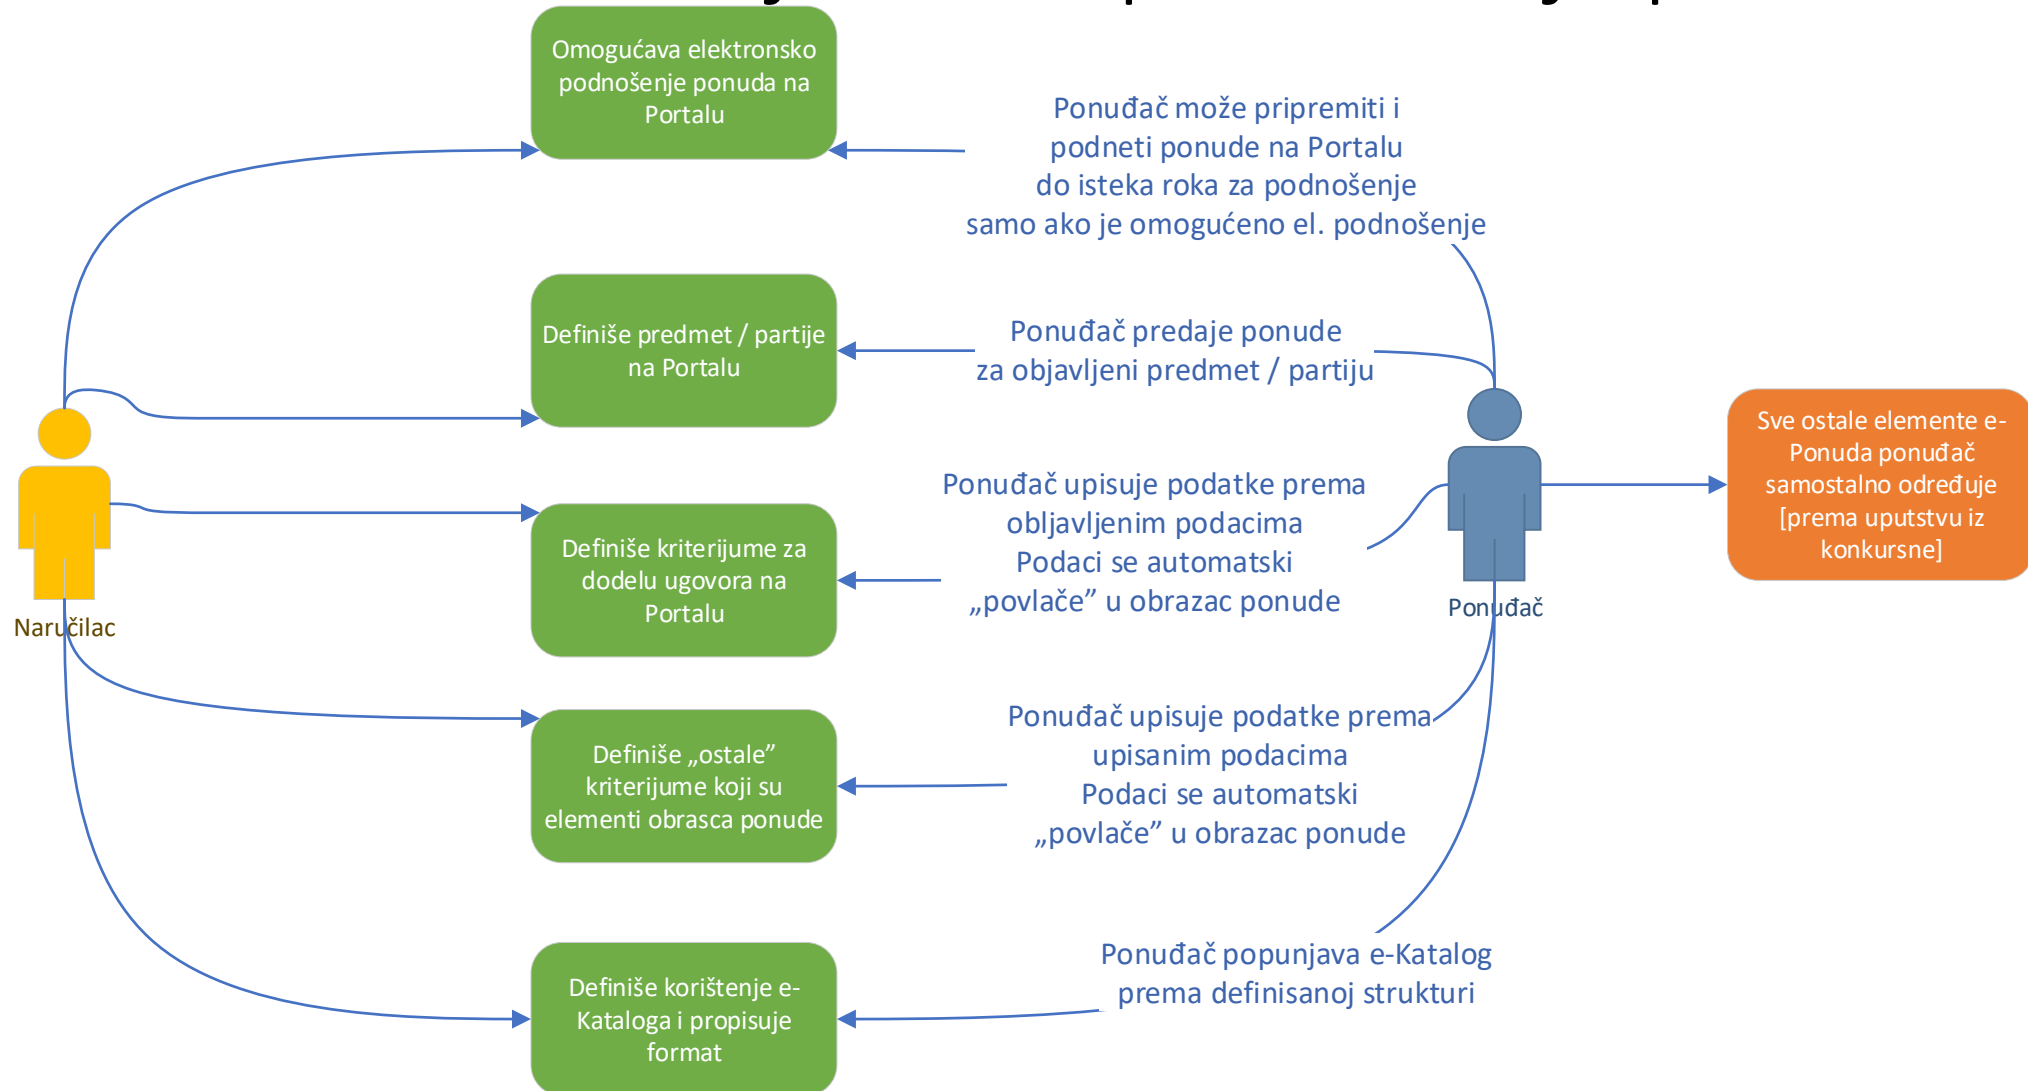 Omogućava elektronsko
podnošenje ponuda na
Portalu
Ponuđač može pripremiti i
podneti ponude na Portalu
do isteka roka za podnošenje
samo ako je omogućeno el. podnošenje
Definiše predmet / partije
na Portalu
Ponuđač predaje ponude
za objavljeni predmet / partiju
Naručilac
Definiše kriterijume za
dodelu ugovora na
Portalu
Ponuđač upisuje podatke prema
obljavljenim podacima
Podaci se automatski
„povlače” u obrazac ponude
Ponuđač
Sve ostale elemente e-
Ponuda ponuđač
samostalno određuje
[prema uputstvu iz
konkursne]
Definiše „ostale”
kriterijume koji su
elementi obrasca ponude
Ponuđač upisuje podatke prema
upisanim podacima
Podaci se automatski
„povlače” u obrazac ponude
Definiše korištenje e-
Kataloga i propisuje
format
Ponuđač popunjava e-Katalog
prema definisanoj strukturi